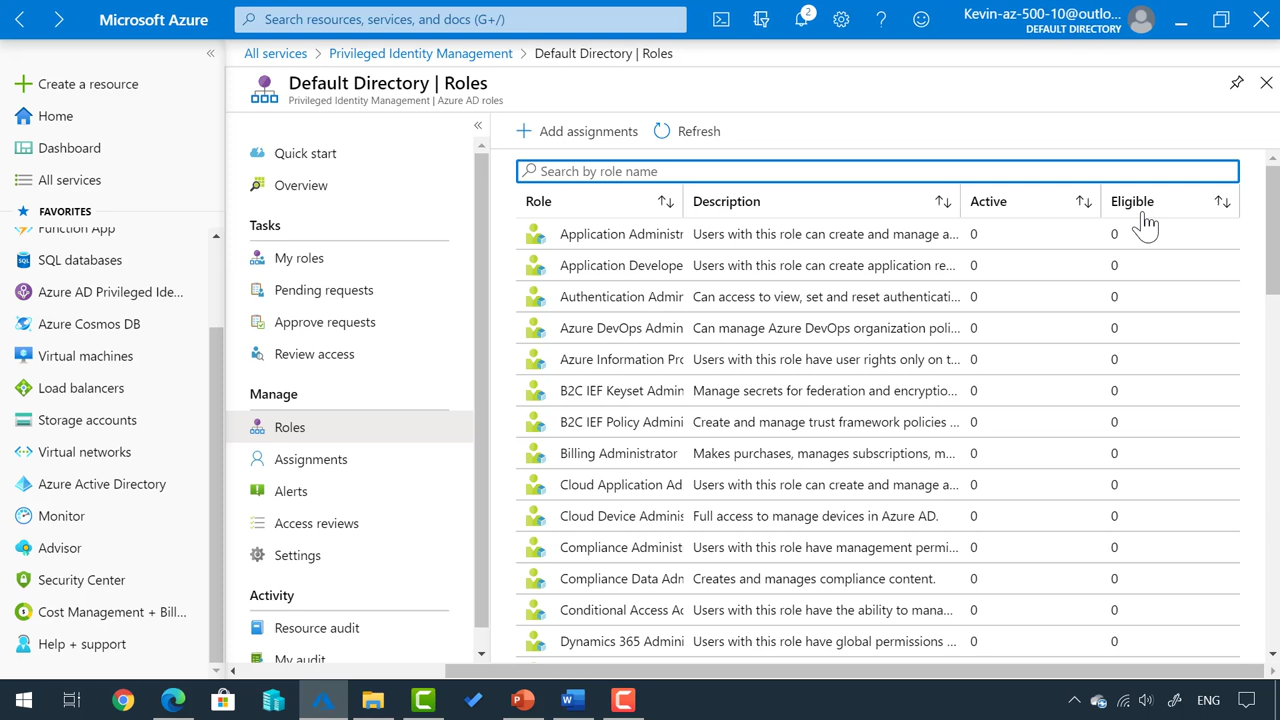 Microsoft Azure
Search resources, services, and docs (G+/)
2
Kevin-az-500-10@outlo...
DEFAULT DIRECTORY
All services > Privileged Identity Management > Default Directory | Roles
Default Directory | Roles
Privileged Identity Management | Azure AD roles
Create a resource
Home
Dashboard
All services
FAVORITES
Function App
SQL databases
Azure AD Privileged Ide...
Azure Cosmos DB
Virtual machines
Load balancers
Storage accounts
Virtual networks
Azure Active Directory
Monitor
Advisor
Security Center
Cost Management + Bill...
Help + support
Quick start
Overview
Tasks
My roles
Pending requests
Approve requests
Review access
Manage
Roles
Assignments
Alerts
Access reviews
Settings
Activity
Resource audit
My audit
Add assignments Refresh
Search by role name
Role Description Active Eligible
Application Administr Users with this role can create and manage a... 0 0
Application Develope Users with this role can create application re... 0 0
Authentication Admin Can access to view, set and reset authenticati... 0 0
Azure DevOps Admin Can manage Azure DevOps organization poli... 0 0
Azure Information Pro Users with this role have user rights only on t... 0 0
B2C IEF Keyset Admin Manage secrets for federation and encryptio... 0 0
B2C IEF Policy Admini Create and manage trust framework policies ... 0 0
Billing Administrator Makes purchases, manages subscriptions, m... 0 0
Cloud Application Ad Users with this role can create and manage a... 0 0
Cloud Device Adminis Full access to manage devices in Azure AD. 0 0
Compliance Administ Users with this role have management permi... 0 0
Compliance Data Adm Creates and manages compliance content. 0 0
Conditional Access Ad Users with this role have the ability to mana... 0 0
Dynamics 365 Admini Users with this role have global permissions ... 0 0
ENG